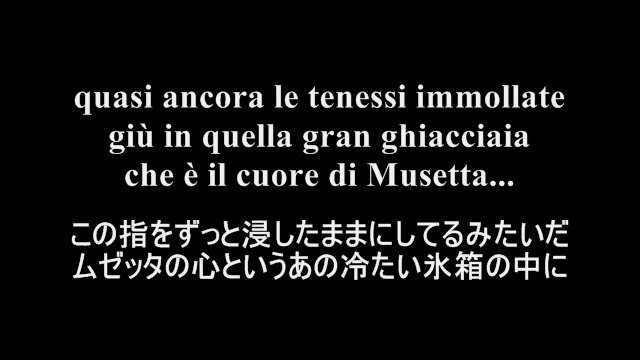 quasi ancora le tenessi immollate
giù in quella gran ghiacciaia
che è il cuore di Musetta...
この指をずっと浸したままにしてるみたいだ
ムゼッタの心というあの冷たい氷箱の中に